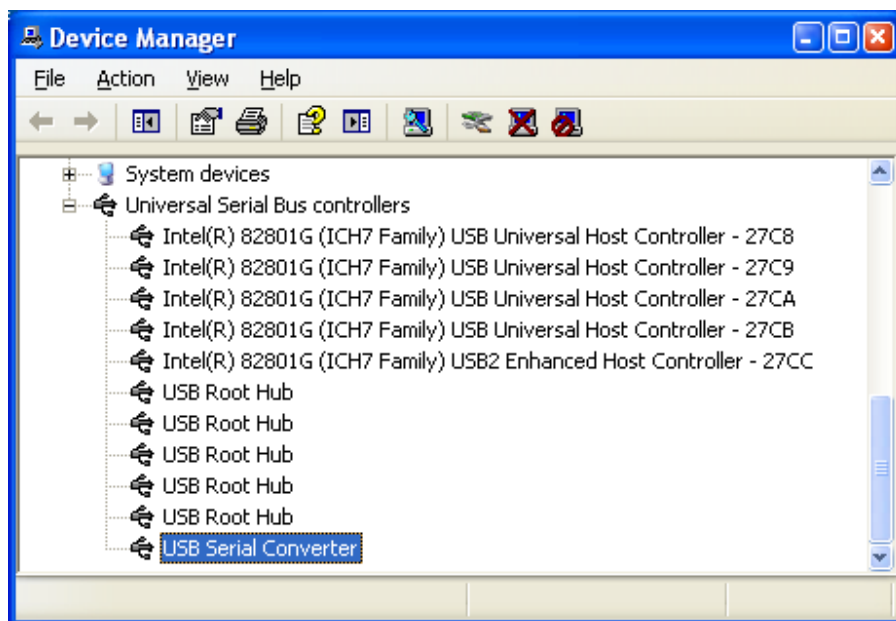 Device Manager
File Action View Help
System devices
Universal Serial Bus controllers
Intel(R) 82801G (ICH7 Family) USB Universal Host Controller - 27C8
Intel(R) 82801G (ICH7 Family) USB Universal Host Controller - 27C9
Intel(R) 82801G (ICH7 Family) USB Universal Host Controller - 27CA
Intel(R) 82801G (ICH7 Family) USB Universal Host Controller - 27CB
Intel(R) 82801G (ICH7 Family) USB2 Enhanced Host Controller - 27CC
USB Root Hub
USB Root Hub
USB Root Hub
USB Root Hub
USB Root Hub
USB Serial Converter